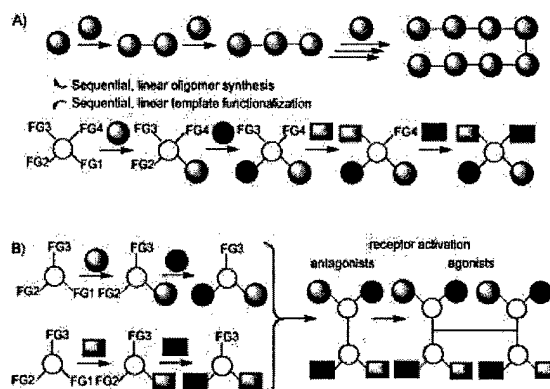 A)
Sequential, linear oligomer synthesis
Sequential, linear template functionalization
FG3 FG4 FG3 FG4 FG3 FG4 FG4
FG2 FG1 FG2
B)
FG3 FG3 FG3
FG2 FG1 FG2
receptor activation
antagonists agonists
FG3 FG3 FG3
FG2 FG1 FG2